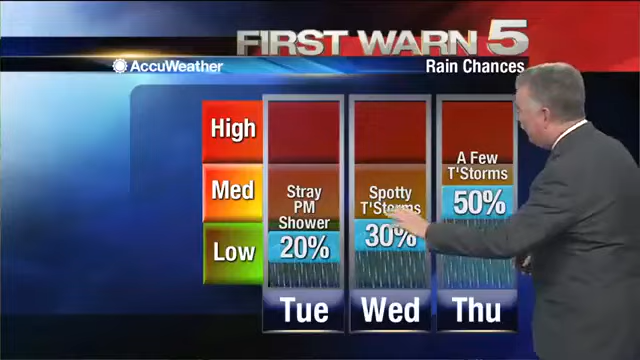 FIRST WARN 5
AccuWeather
Rain Chances
High
Med
Low
Stray
PM
Shower
20%
Tue
Spotty
T'Storms
30%
Wed
A Few
T'Storms
50%
Thu